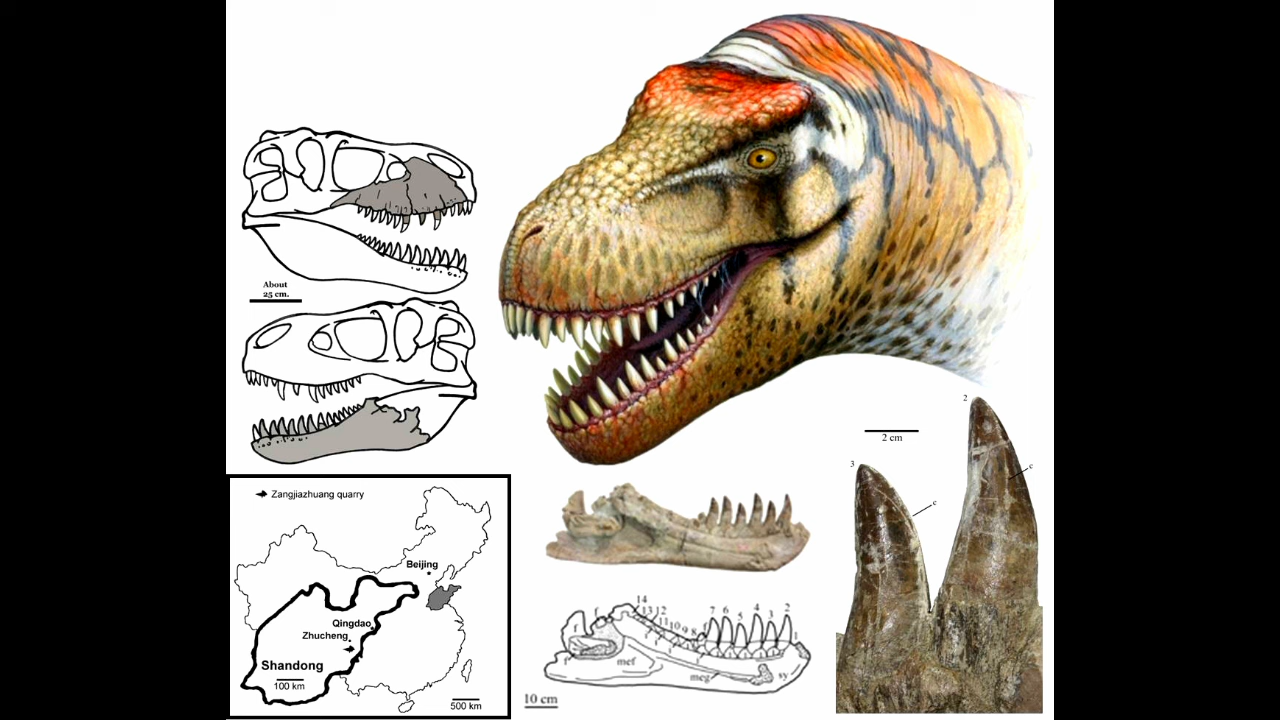 About
25 cm.
Zangjiazhuang quarry
Beijing
Qingdao
Zhucheng
Shandong
100 km
500 km
2 cm
2
3
c
c
14
13 12
11 10 9 8 7 6 5 4 3 2 1
f
f
f
f
mcf
meg
sy
10 cm